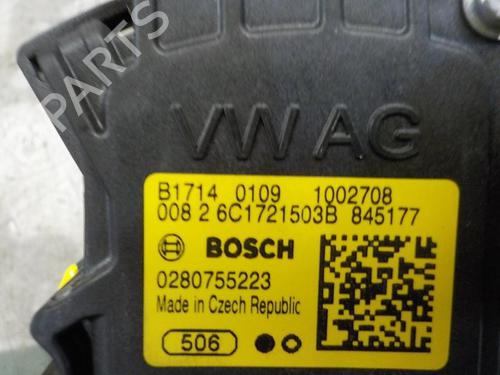 PARTS
VW AG
B1714 0109 1002708
008 2 6C1721503B 845177
BOSCH
0280755223
Made in Czech Republic
506